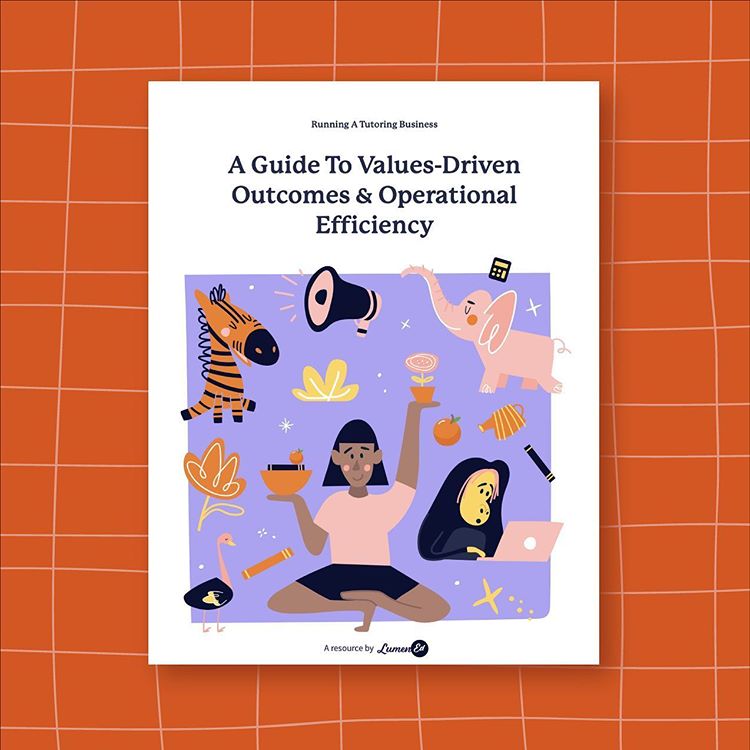 Running A Tutoring Business
A Guide To Values-Driven
Outcomes & Operational
Efficiency
A resource by LumenEd